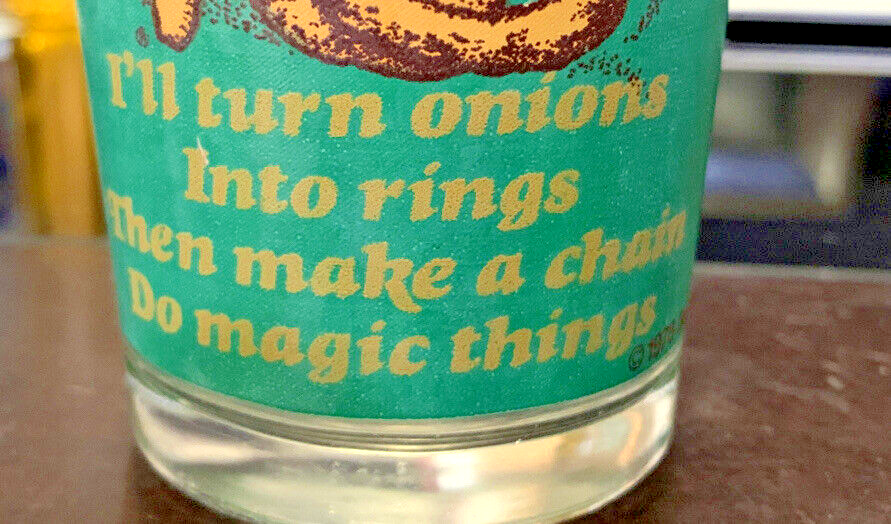 I'll turn onions
Into rings
Then make a chain
Do magic things
©